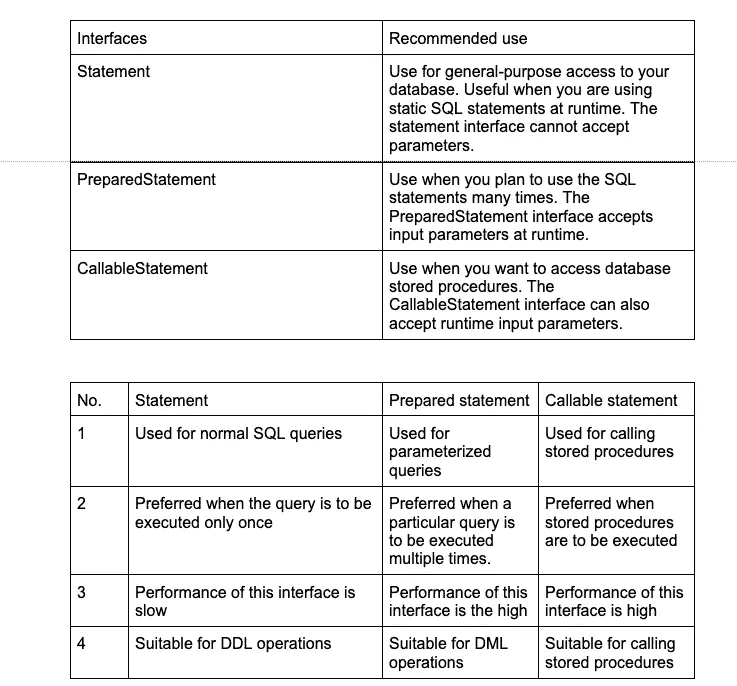 Interfaces
Recommended use
Statement
Use for general-purpose access to your
database. Useful when you are using
static SQL statements at runtime. The
statement interface cannot accept
parameters.
PreparedStatement
Use when you plan to use the SQL
statements many times. The
PreparedStatement interface accepts
input parameters at runtime.
CallableStatement
Use when you want to access database
stored procedures. The
CallableStatement interface can also
accept runtime input parameters.
No.
Statement
Prepared statement
Callable statement
1
Used for normal SQL queries
Used for
parameterized
queries
Used for calling
stored procedures
2
Preferred when the query is to be
executed only once
Preferred when a
particular query is
to be executed
multiple times.
Preferred when
stored procedures
are to be executed
3
Performance of this interface is
slow
Performance of this
interface is the high
Performance of this
interface is high
4
Suitable for DDL operations
Suitable for DML
operations
Suitable for calling
stored procedures